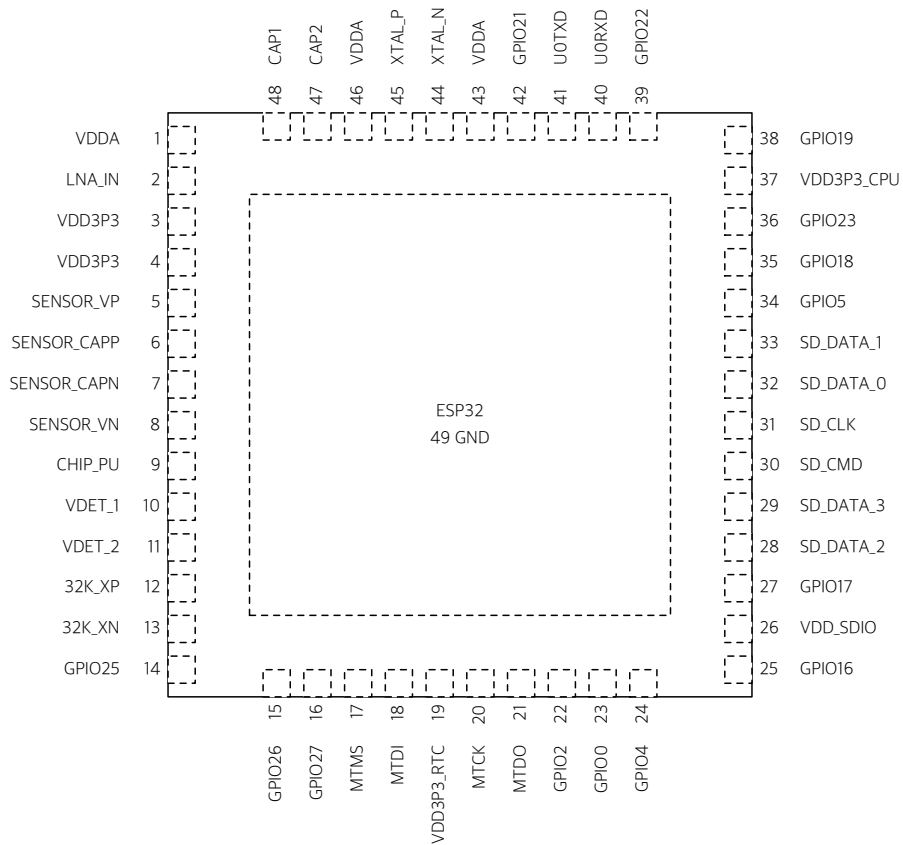 CAP1
CAP2
VDDA
XTAL_P
XTAL_N
VDDA
GPIO21
U0TXD
U0RXD
GPIO22
48
47
46
45
44
43
42
41
40
39
VDDA 1
LNA_IN 2
VDD3P3 3
VDD3P3 4
SENSOR_VP 5
SENSOR_CAPP 6
SENSOR_CAPN 7
SENSOR_VN 8
CHIP_PU 9
VDET_1 10
VDET_2 11
32K_XP 12
32K_XN 13
GPIO25 14
ESP32
49 GND
38 GPIO19
37 VDD3P3_CPU
36 GPIO23
35 GPIO18
34 GPIO5
33 SD_DATA_1
32 SD_DATA_0
31 SD_CLK
30 SD_CMD
29 SD_DATA_3
28 SD_DATA_2
27 GPIO17
26 VDD_SDIO
25 GPIO16
15
16
17
18
19
20
21
22
23
24
GPIO26
GPIO27
MTMS
MTDI
VDD3P3_RTC
MTCK
MTDO
GPIO2
GPIO0
GPIO4